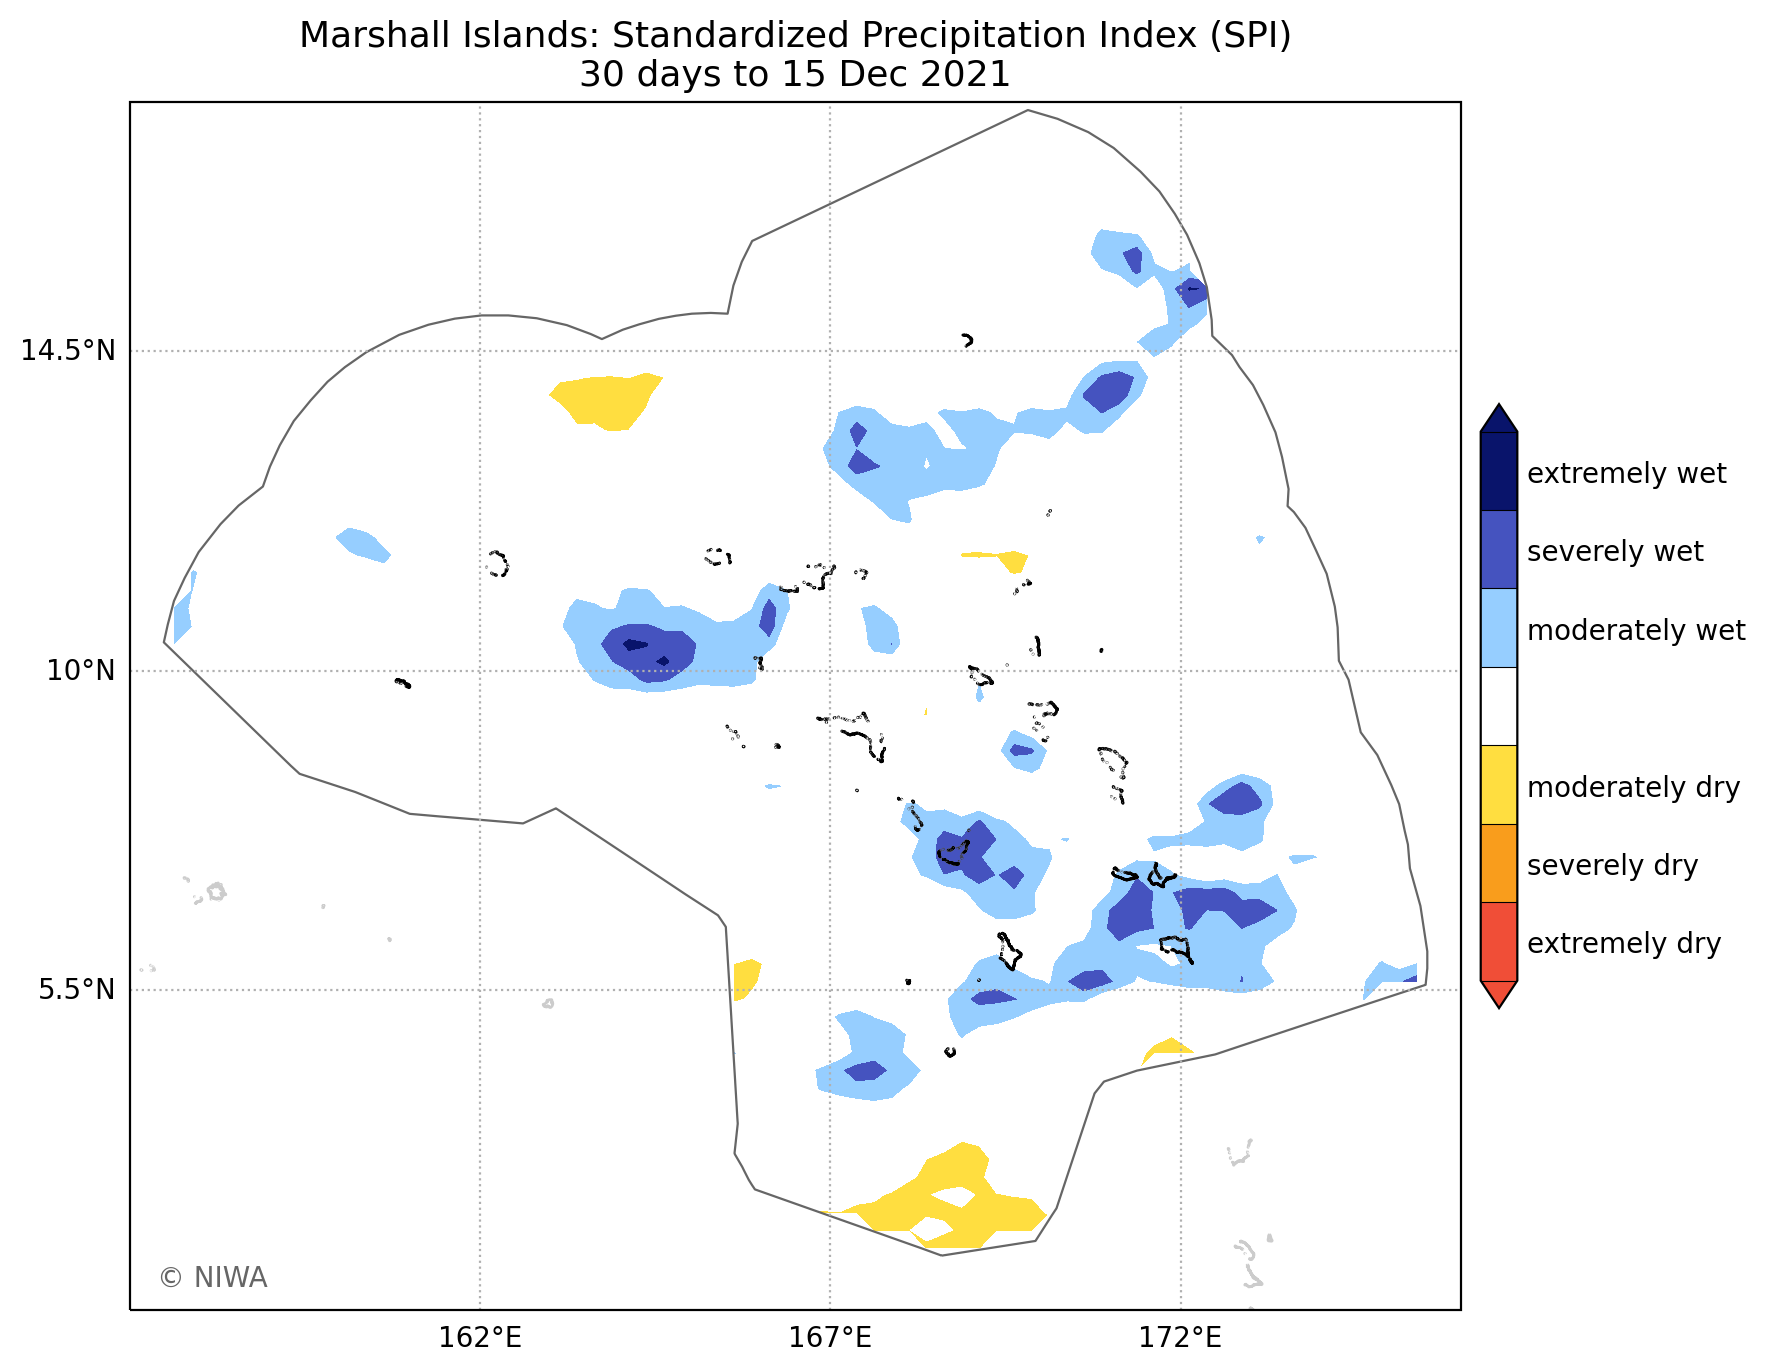 Marshall Islands: Standardized Precipitation Index (SPI)
30 days to 15 Dec 2021
14.5°N
10°N
5.5°N
162°E
167°E
172°E
extremely wet
severely wet
moderately wet
moderately dry
severely dry
extremely dry
© NIWA